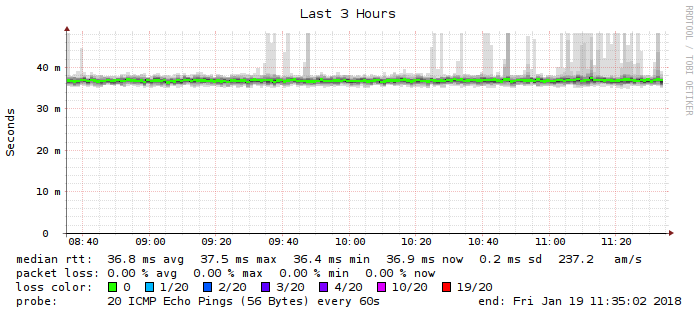 Last 3 Hours
RRDTOOL / TOBI OETIKER
Seconds
40 m
30 m
20 m
10 m
0
08:40 09:00 09:20 09:40 10:00 10:20 10:40 11:00 11:20
median rtt: 36.8 ms avg 37.5 ms max 36.4 ms min 36.9 ms now 0.2 ms sd 237.2 am/s
packet loss: 0.00 % avg 0.00 % max 0.00 % min 0.00 % now
loss color: 0 1/20 2/20 3/20 4/20 10/20 19/20
probe: 20 ICMP Echo Pings (56 Bytes) every 60s end: Fri Jan 19 11:35:02 2018